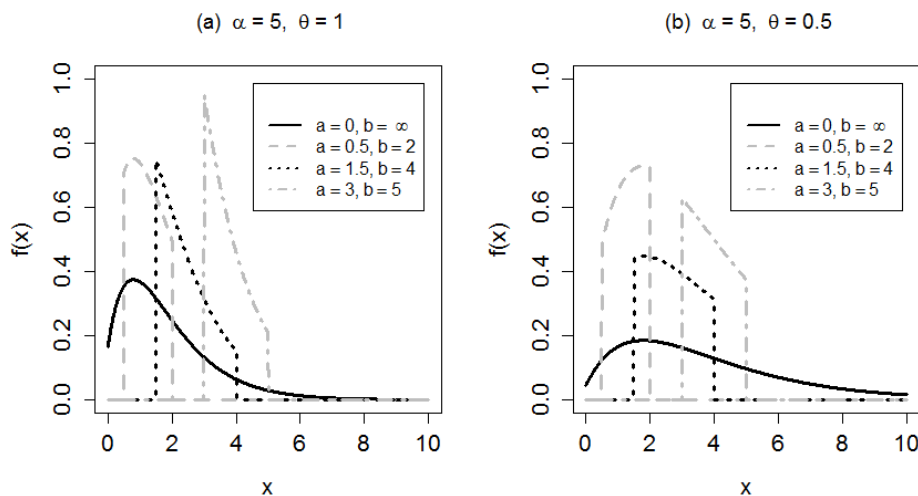 (a) α = 5, θ = 1
f(x)
1.0
0.8
0.6
0.4
0.2
0.0
a = 0, b = ∞
a = 0.5, b = 2
a = 1.5, b = 4
a = 3, b = 5
0 2 4 6 8 10
x
(b) α = 5, θ = 0.5
f(x)
1.0
0.8
0.6
0.4
0.2
0.0
a = 0, b = ∞
a = 0.5, b = 2
a = 1.5, b = 4
a = 3, b = 5
0 2 4 6 8 10
x